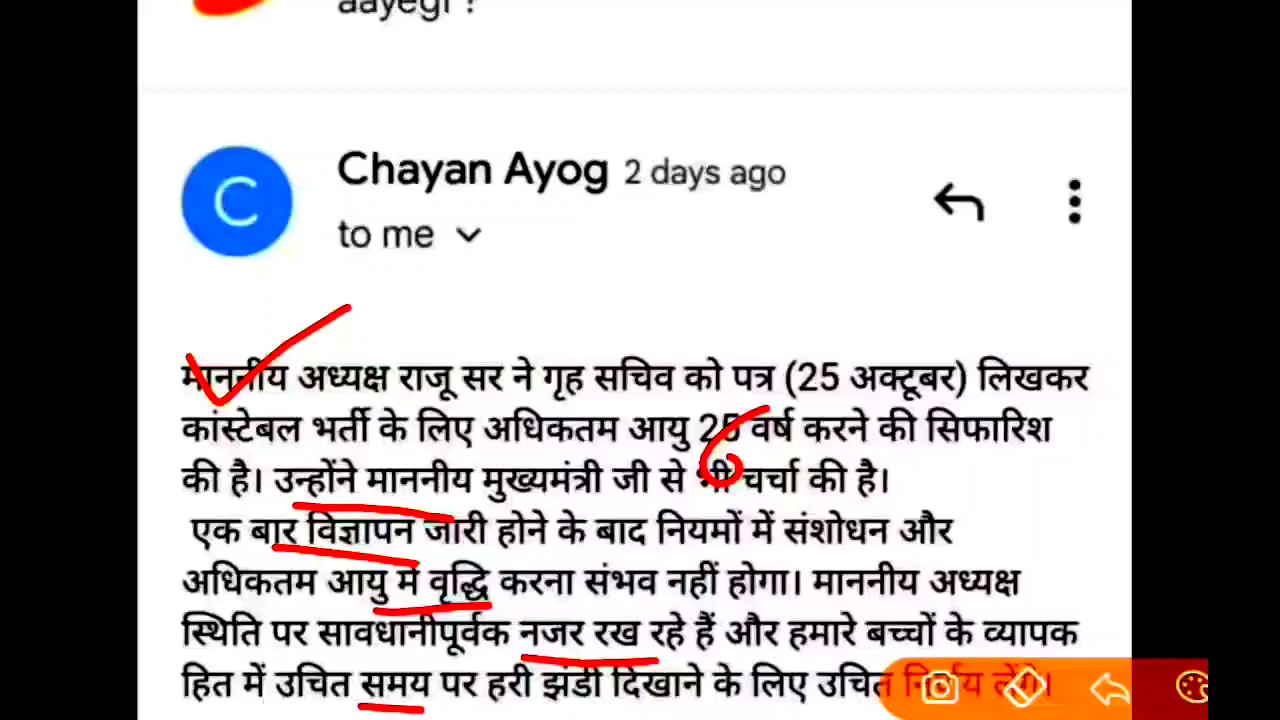 aayegi ?
C
Chayan Ayog 2 days ago
to me
माननीय अध्यक्ष राजू सर ने गृह सचिव को पत्र (25 अक्टूबर) लिखकर
कांस्टेबल भर्ती के लिए अधिकतम आयु 25 वर्ष करने की सिफारिश
की है। उन्होंने माननीय मुख्यमंत्री जी से भी चर्चा की है।
एक बार विज्ञापन जारी होने के बाद नियमों में संशोधन और
अधिकतम आयु में वृद्धि करना संभव नहीं होगा। माननीय अध्यक्ष
स्थिति पर सावधानीपूर्वक नजर रख रहे हैं और हमारे बच्चों के व्यापक
हित में उचित समय पर हरी झंडी दिखाने के लिए उचित निर्णय लेंगे।